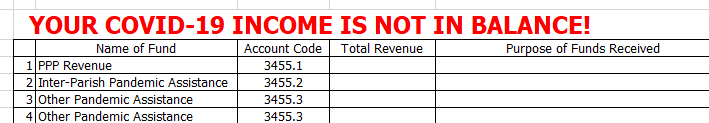 YOUR COVID-19 INCOME IS NOT IN BALANCE!
Name of Fund Account Code Total Revenue Purpose of Funds Received
1 PPP Revenue 3455.1
2 Inter-Parish Pandemic Assistance 3455.2
3 Other Pandemic Assistance 3455.3
4 Other Pandemic Assistance 3455.3